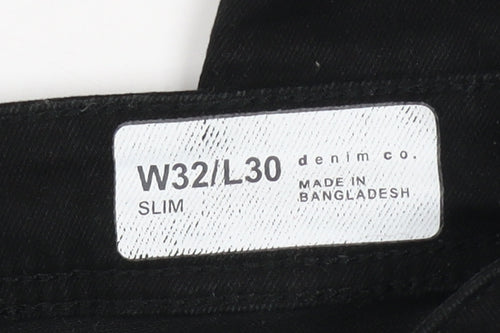 W32/L30
SLIM
denim co.
MADE IN
BANGLADESH